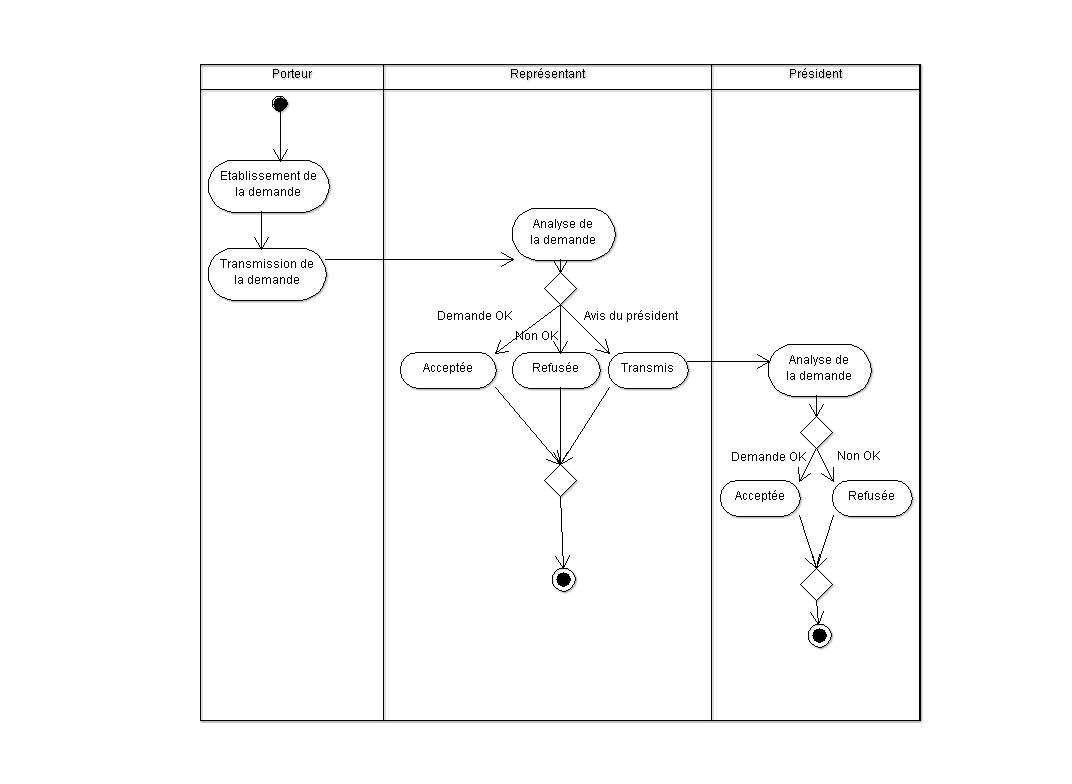 Porteur
Représentant
Président
Etablissement de
la demande
Transmission de
la demande
Analyse de
la demande
Demande OK
Non OK
Avis du président
Acceptée
Refusée
Transmis
Analyse de
la demande
Demande OK
Non OK
Acceptée
Refusée